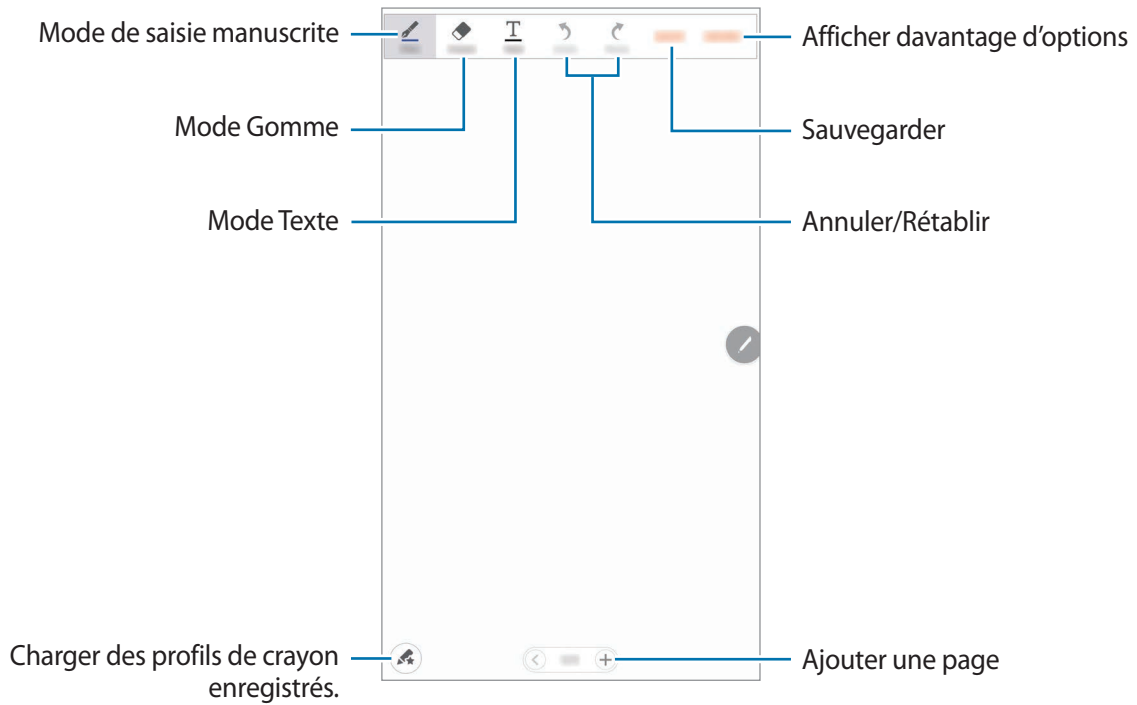 Mode de saisie manuscrite
Afficher davantage d'options
Mode Gomme
Sauvegarder
Mode Texte
Annuler/Rétablir
Charger des profils de crayon
enregistrés.
Ajouter une page